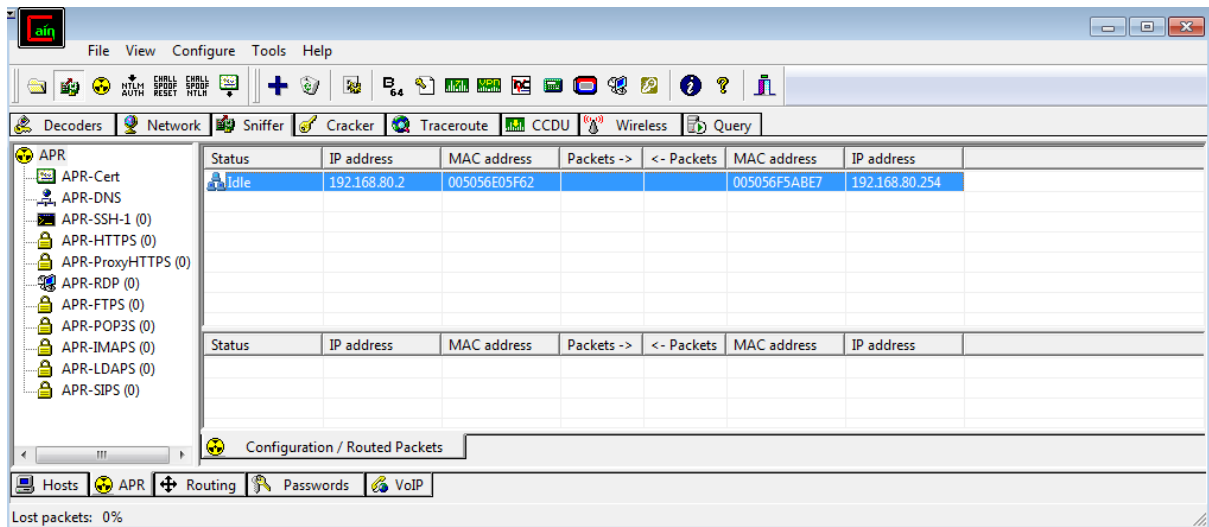 Cain
File View Configure Tools Help
NTLM AUTH CHALL SPOOF RESET CHALL SPOOF NTLM B64
Decoders Network Sniffer Cracker Traceroute CCDU Wireless Query
APR
APR-Cert
APR-DNS
APR-SSH-1 (0)
APR-HTTPS (0)
APR-ProxyHTTPS (0)
APR-RDP (0)
APR-FTPS (0)
APR-POP3S (0)
APR-IMAPS (0)
APR-LDAPS (0)
APR-SIPS (0)
Status IP address MAC address Packets -> <- Packets MAC address IP address
Idle 192.168.80.2 005056E05F62 005056F5ABE7 192.168.80.254
Status IP address MAC address Packets -> <- Packets MAC address IP address
Configuration / Routed Packets
Hosts APR Routing Passwords VoIP
Lost packets: 0%